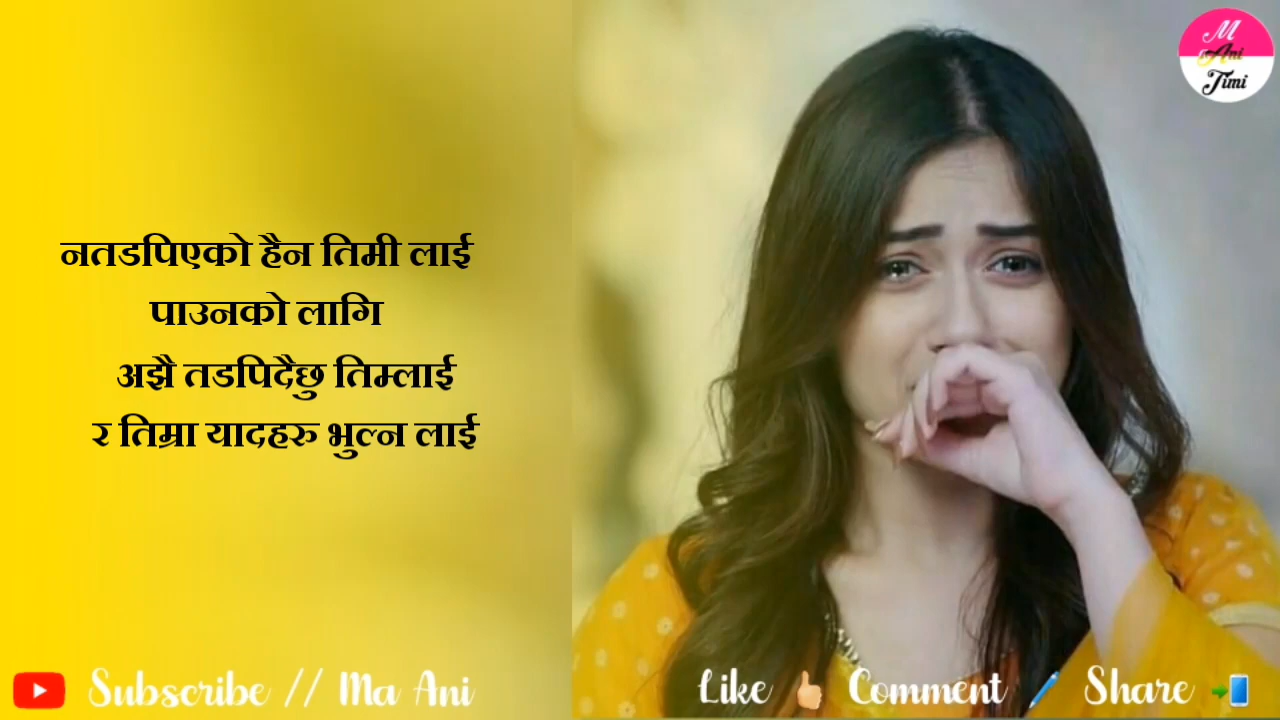 M
Ani
Timi
नतडपिएको हैन तिमी लाई
पाउनको लागि
अझै तडपिदैछु तिम्लाई
र तिम्रा यादहरु भुल्न लाई
Subscribe // Ma Ani
Like Comment Share